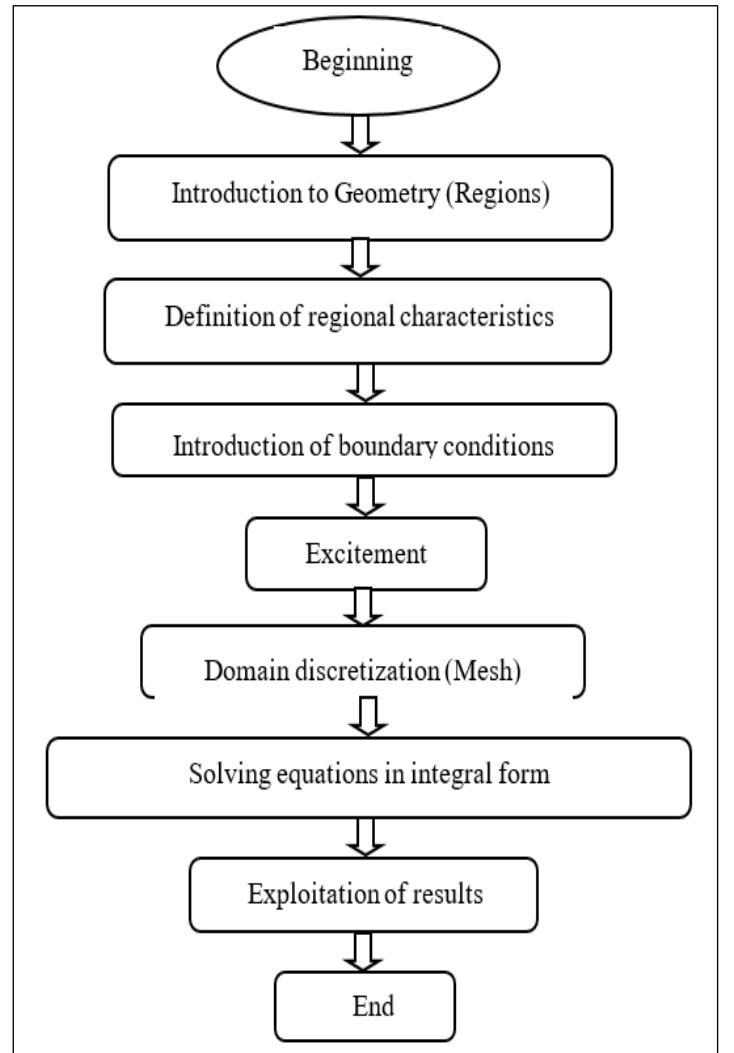 Beginning
Introduction to Geometry (Regions)
Definition of regional characteristics
Introduction of boundary conditions
Excitement
Domain discretization (Mesh)
Solving equations in integral form
Exploitation of results
End